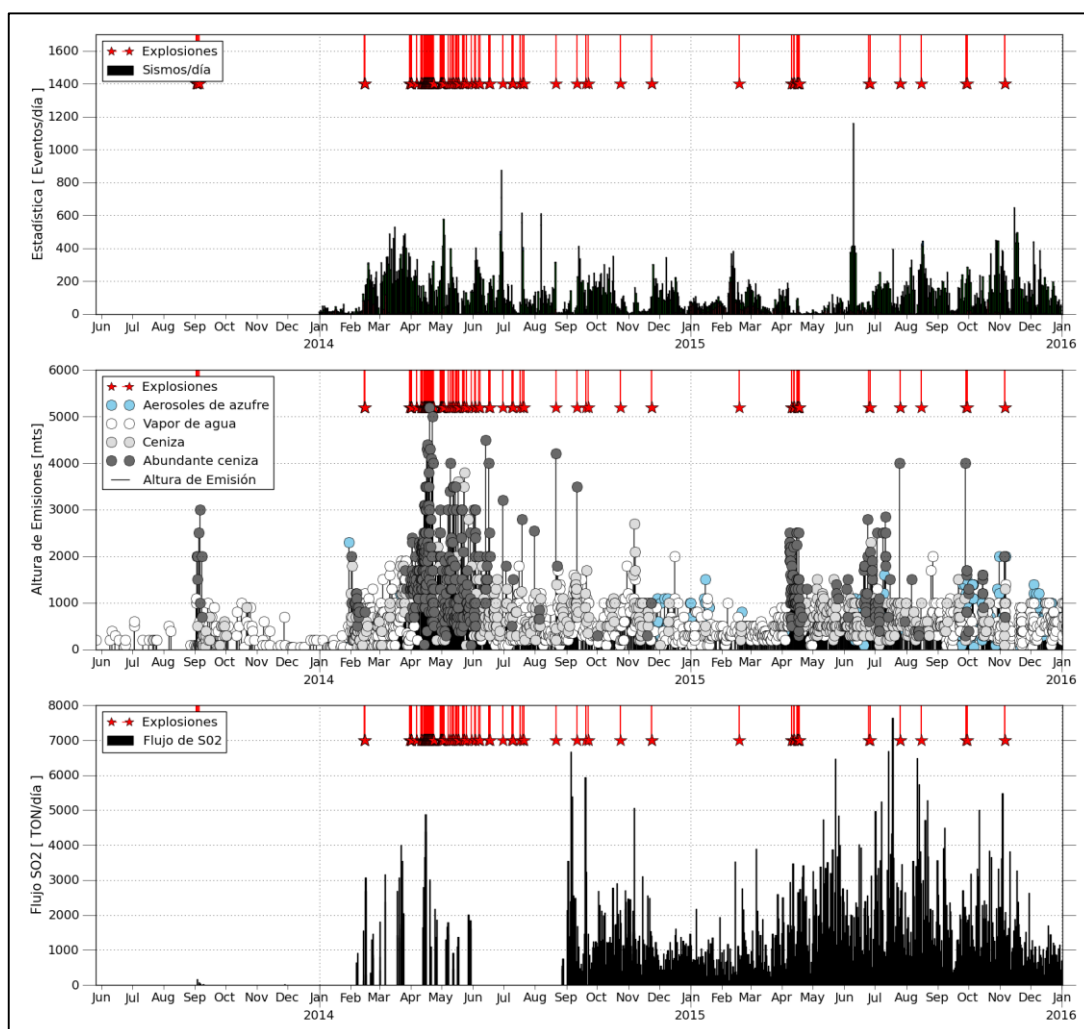 1600
1400
1200
1000
800
600
400
200
0
Estadística [ Eventos/día ]
Explosiones
Sismos/día
Jun Jul Aug Sep Oct Nov Dec Jan Feb Mar Apr May Jun Jul Aug Sep Oct Nov Dec Jan Feb Mar Apr May Jun Jul Aug Sep Oct Nov Dec Jan
2014 2015 2016
6000
5000
4000
3000
2000
1000
0
Altura de Emisiones [mts]
Explosiones
Aerosoles de azufre
Vapor de agua
Ceniza
Abundante ceniza
Altura de Emisión
Jun Jul Aug Sep Oct Nov Dec Jan Feb Mar Apr May Jun Jul Aug Sep Oct Nov Dec Jan Feb Mar Apr May Jun Jul Aug Sep Oct Nov Dec Jan
2014 2015 2016
8000
7000
6000
5000
4000
3000
2000
1000
0
Flujo SO2 [ TON/día ]
Explosiones
Flujo de S02
Jun Jul Aug Sep Oct Nov Dec Jan Feb Mar Apr May Jun Jul Aug Sep Oct Nov Dec Jan Feb Mar Apr May Jun Jul Aug Sep Oct Nov Dec Jan
2014 2015 2016